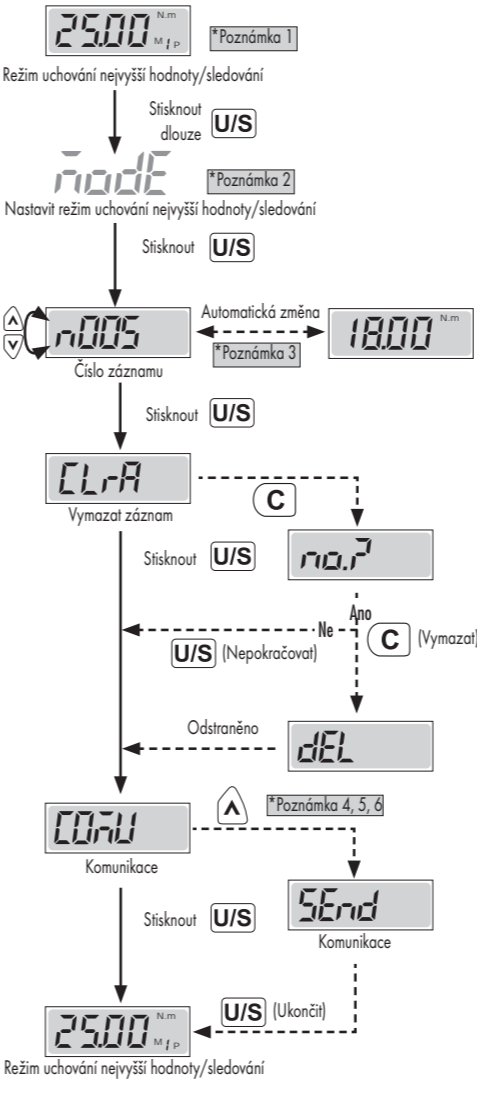 25.00 N.m M/P *Poznámka 1
Režim uchování nejvyšší hodnoty/sledování
Stisknout
dlouze U/S
modE *Poznámka 2
Nastavit režim uchování nejvyšší hodnoty/sledování
Stisknout U/S
n005 Automatická změna 18.00 N.m
*Poznámka 3
Číslo záznamu
Stisknout U/S
CLrA
C
Vymazat záznam
Stisknout U/S no.?
Ne Ano
C (Vymazat)
U/S (Nepokračovat)
Odstraněno dEL
COmU *Poznámka 4, 5, 6
Komunikace
Stisknout U/S SEnd
Komunikace
25.00 N.m M/P U/S (Ukončit)
Režim uchování nejvyšší hodnoty/sledování